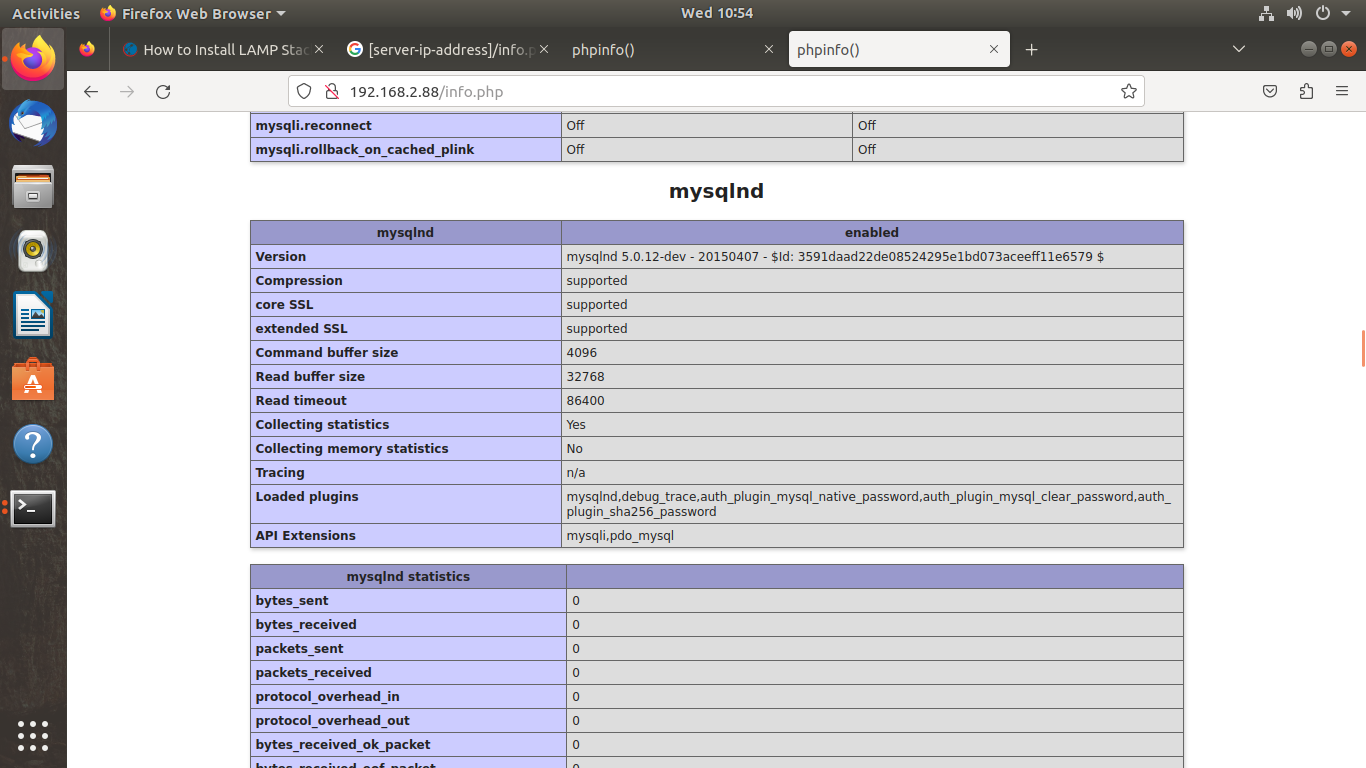 Activities Firefox Web Browser Wed 10:54
How to Install LAMP Stac [server-ip-address]/info.p phpinfo() phpinfo()
192.168.2.88/info.php
mysqli.reconnect Off Off
mysqli.rollback_on_cached_plink Off Off
mysqlnd
mysqlnd enabled
Version mysqlnd 5.0.12-dev - 20150407 - $Id: 3591daad22de08524295e1bd073aceeff11e6579 $
Compression supported
core SSL supported
extended SSL supported
Command buffer size 4096
Read buffer size 32768
Read timeout 86400
Collecting statistics Yes
Collecting memory statistics No
Tracing n/a
Loaded plugins mysqlnd,debug_trace,auth_plugin_mysql_native_password,auth_plugin_mysql_clear_password,auth_
plugin_sha256_password
API Extensions mysqli,pdo_mysql
mysqlnd statistics
bytes_sent 0
bytes_received 0
packets_sent 0
packets_received 0
protocol_overhead_in 0
protocol_overhead_out 0
bytes_received_ok_packet 0
bytes_received_eof_packet 0